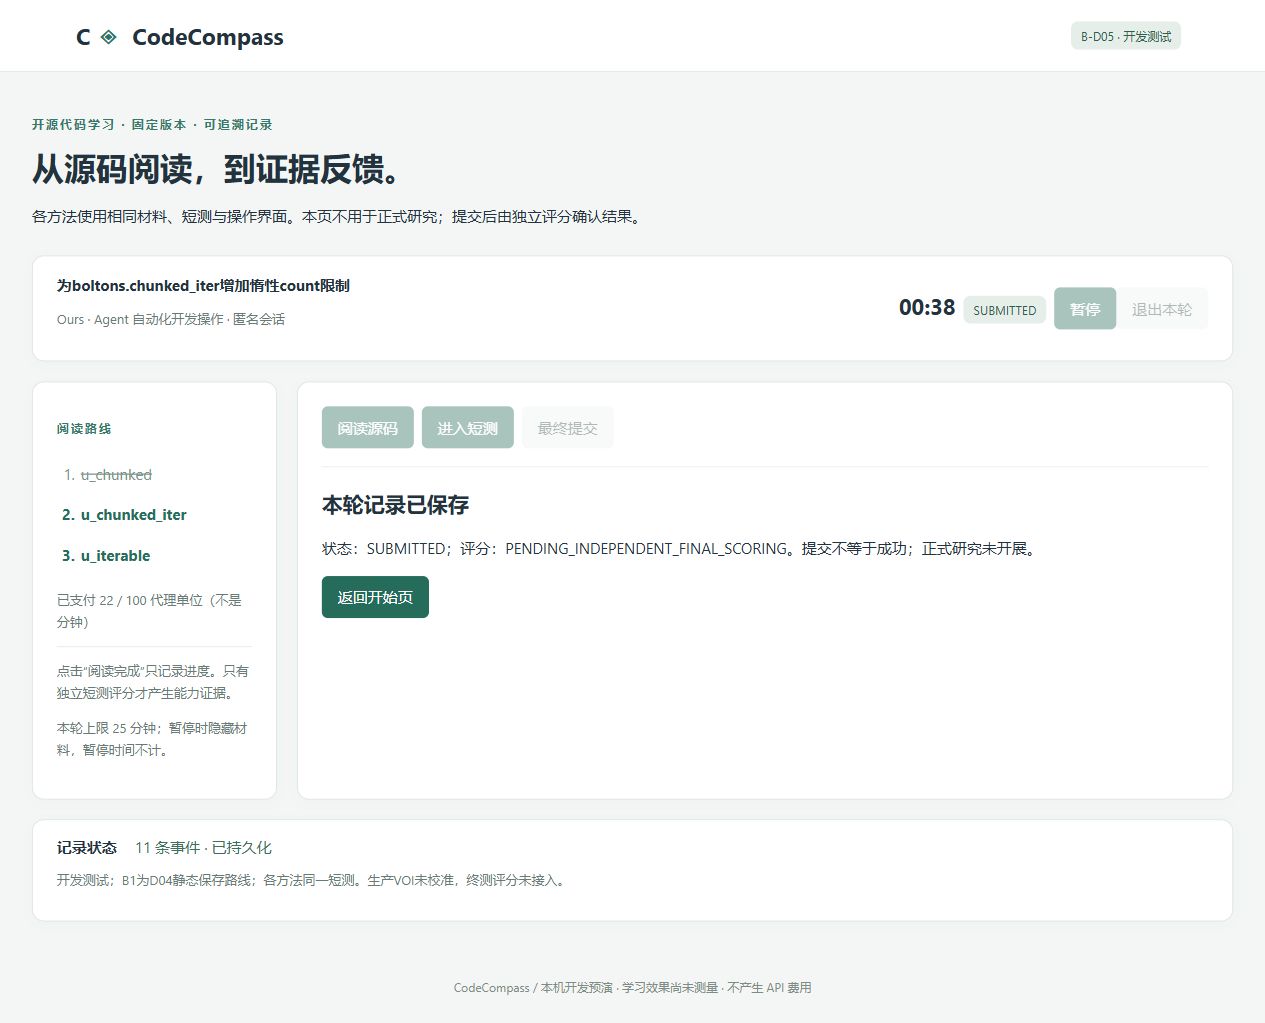 C CodeCompass
B-D05 · 开发测试
开源代码学习 · 固定版本 · 可追溯记录
从源码阅读，到证据反馈。
各方法使用相同材料、短测与操作界面。本页不用于正式研究；提交后由独立评分确认结果。
为boltons.chunked_iter增加惰性count限制
Ours · Agent 自动化开发操作 · 匿名会话
00:38 SUBMITTED 暂停 退出本轮
阅读路线
1. u_chunked
2. u_chunked_iter
3. u_iterable
已支付 22 / 100 代理单位（不是
分钟）
点击“阅读完成”只记录进度。只有
独立短测评分才产生能力证据。
本轮上限 25 分钟；暂停时隐藏材
料，暂停时间不计。
阅读源码 进入短测 最终提交
本轮记录已保存
状态：SUBMITTED；评分：PENDING_INDEPENDENT_FINAL_SCORING。提交不等于成功；正式研究未开展。
返回开始页
记录状态 11 条事件 · 已持久化
开发测试；B1为D04静态保存路线；各方法同一短测。生产VOI未校准，终测评分未接入。
CodeCompass / 本机开发预演 · 学习效果尚未测量 · 不产生 API 费用